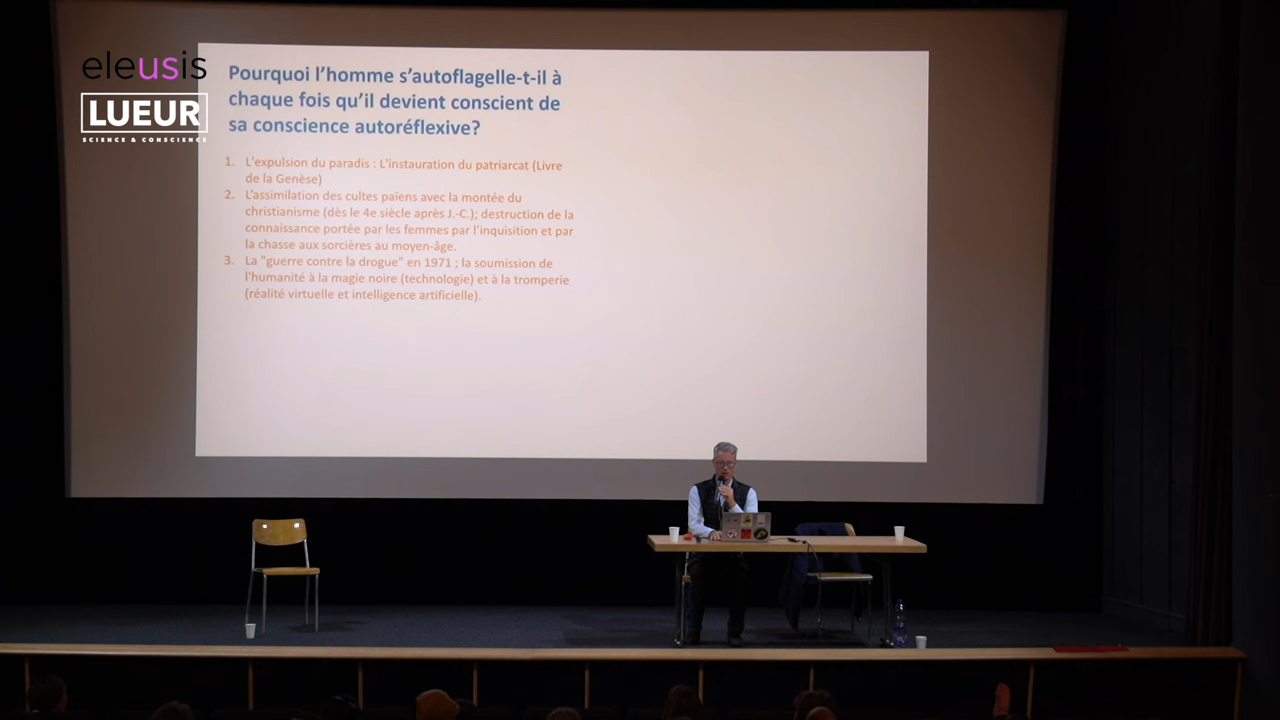 eleusis
LUEUR
SCIENCE & CONSCIENCE
Pourquoi l'homme s'autoflagelle-t-il à
chaque fois qu'il devient conscient de
sa conscience autoréflexive?
1. L'expulsion du paradis : L'instauration du patriarcat (Livre
de la Genèse)
2. L'assimilation des cultes païens avec la montée du
christianisme (dès le 4e siècle après J.-C.); destruction de la
connaissance portée par les femmes par l'inquisition et par
la chasse aux sorcières au moyen-âge.
3. La "guerre contre la drogue" en 1971 ; la soumission de
l'humanité à la magie noire (technologie) et à la tromperie
(réalité virtuelle et intelligence artificielle).